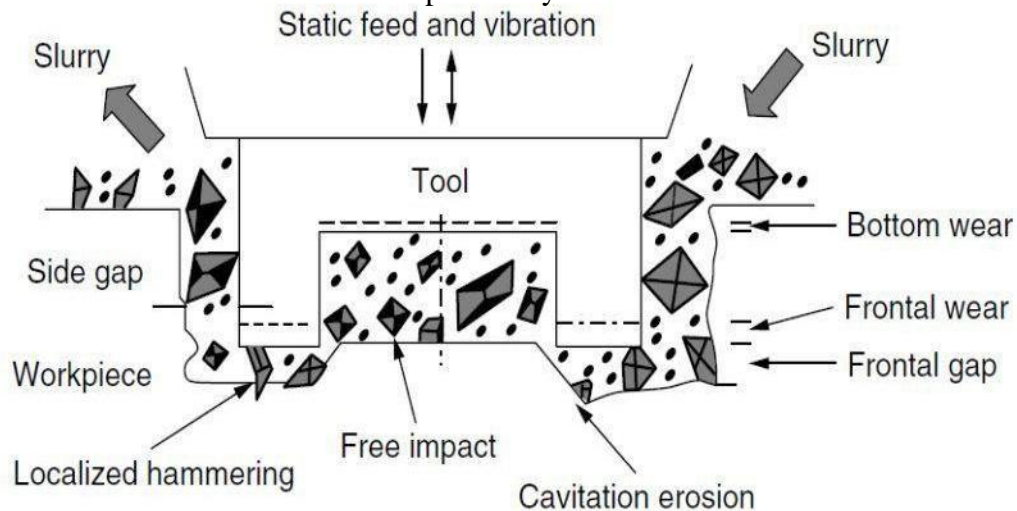 Static feed and vibration
Slurry
Slurry
Tool
Bottom wear
Side gap
Frontal wear
Workpiece
Frontal gap
Free impact
Localized hammering
Cavitation erosion